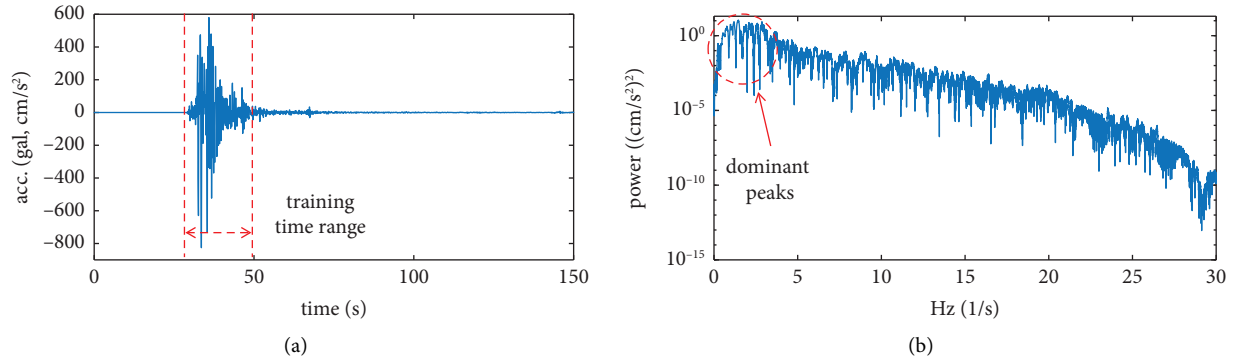 600
400
200
0
−200
−400
−600
−800
acc. (gal, cm/s²)
training
time range
0
50
100
150
time (s)
(a)
10⁰
10⁻⁵
10⁻¹⁰
10⁻¹⁵
power ((cm/s²)²)
dominant
peaks
0
5
10
15
20
25
30
Hz (1/s)
(b)